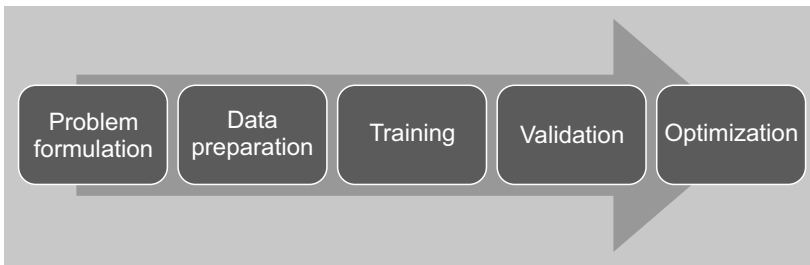 Problem
formulation
Data
preparation
Training
Validation
Optimization